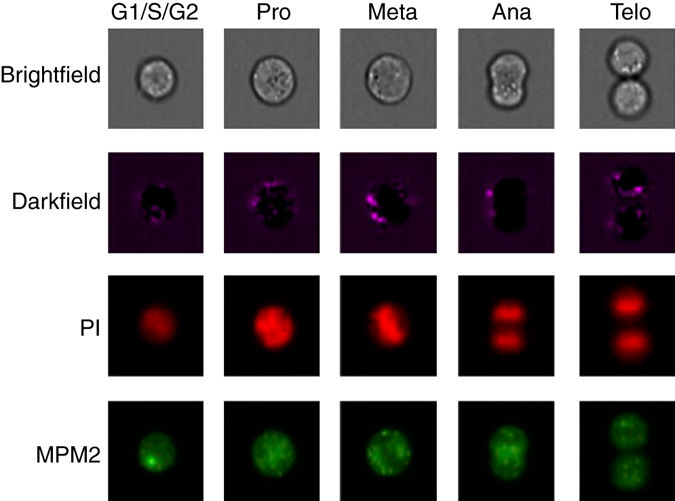 G1/S/G2 Pro Meta Ana Telo
Brightfield
Darkfield
PI
MPM2